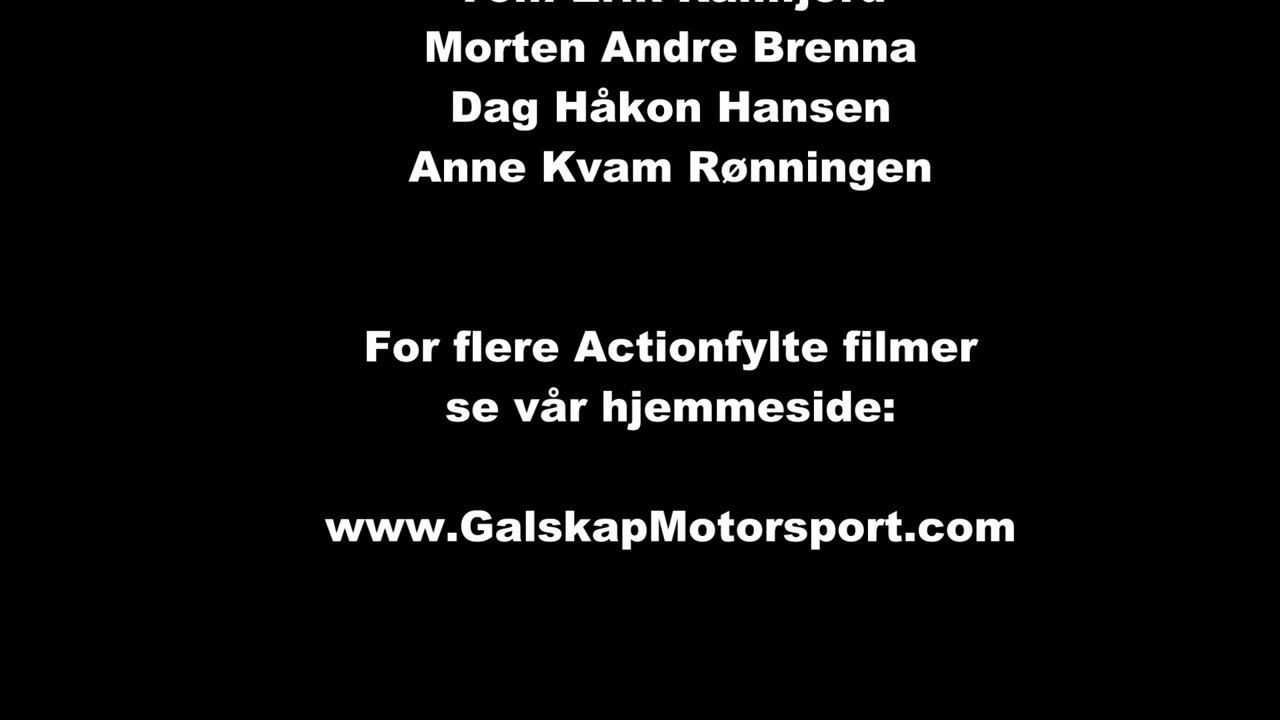 Morten Andre Brenna
Dag Håkon Hansen
Anne Kvam Rønningen
For flere Actionfylte filmer
se vår hjemmeside:
www.GalskapMotorsport.com